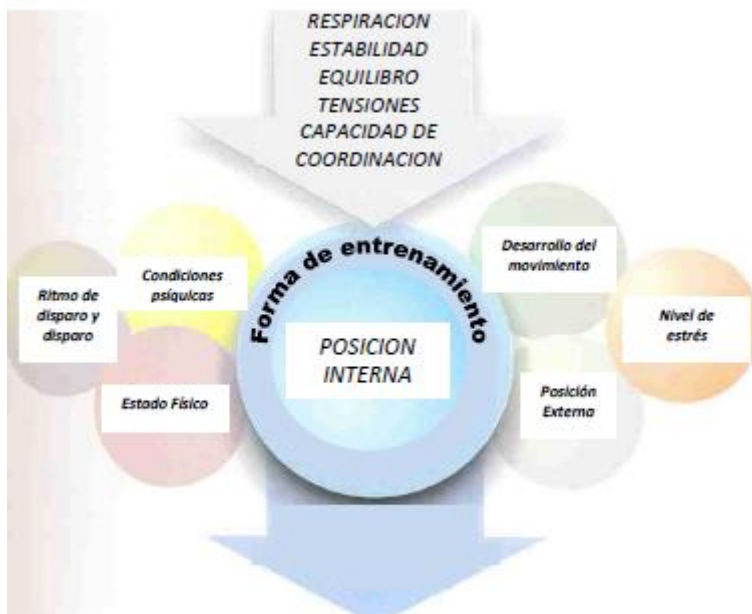 RESPIRACION
ESTABILIDAD
EQUILIBRO
TENSIONES
CAPACIDAD DE
COORDINACION
Forma de entrenamiento
POSICION
INTERNA
Ritmo de
disparo y
disparo
Condiciones
psíquicas
Estado Físico
Desarrollo del
movimiento
Nivel de
estrés
Posición
Externa